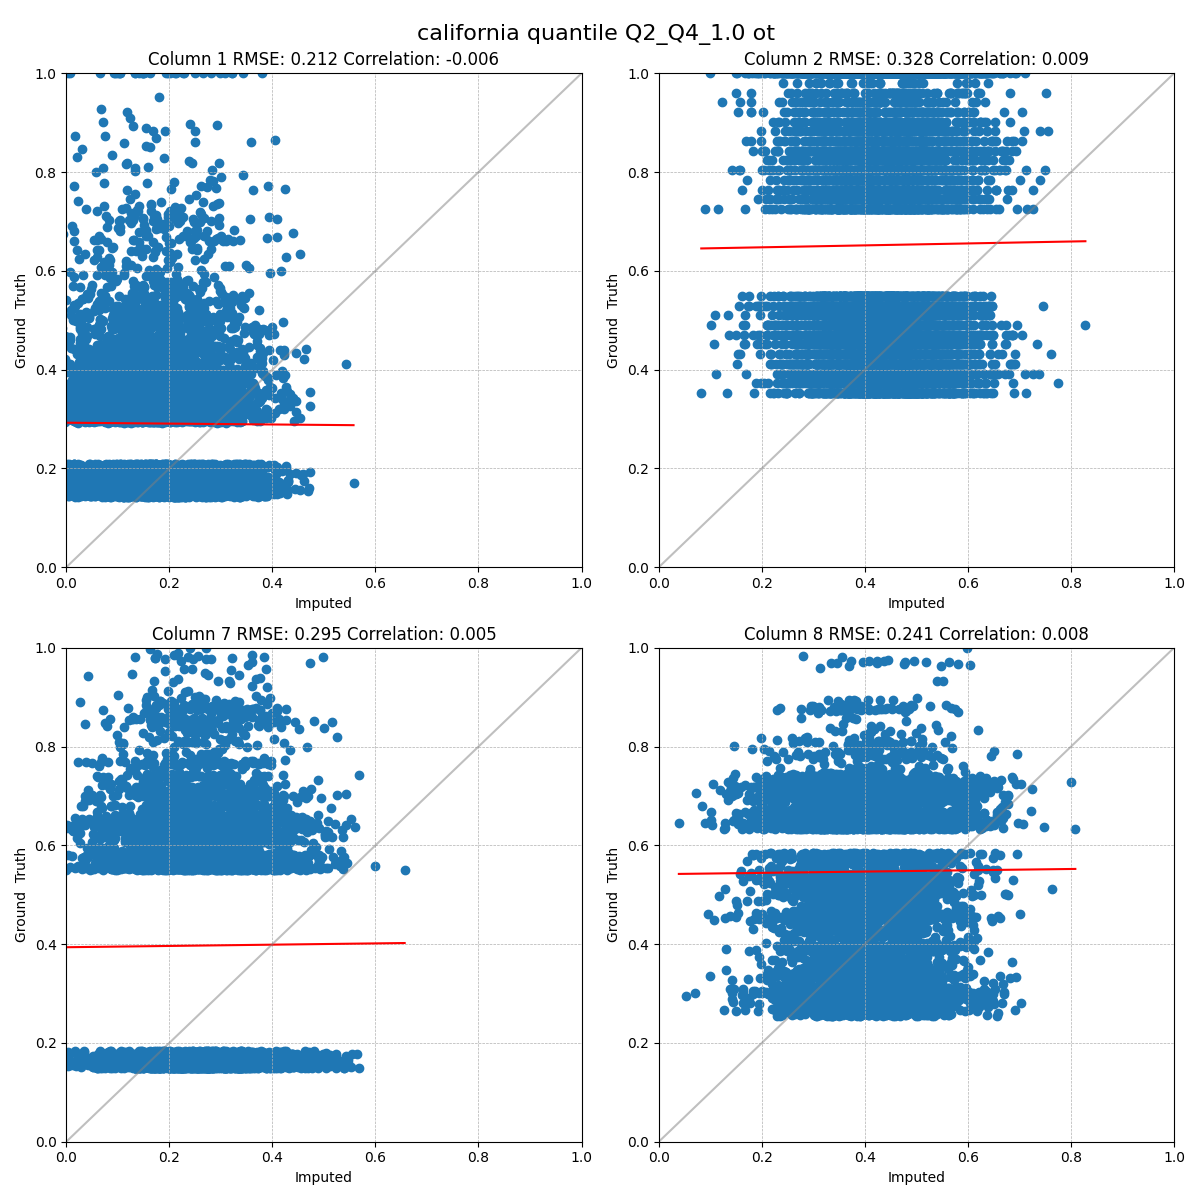 california quantile Q2_Q4_1.0 ot
Column 1 RMSE: 0.212 Correlation: -0.006
1.0
0.8
0.6
0.4
0.2
0.0
Ground Truth
0.0 0.2 0.4 0.6 0.8 1.0
Imputed
Column 2 RMSE: 0.328 Correlation: 0.009
1.0
0.8
0.6
0.4
0.2
0.0
Ground Truth
0.0 0.2 0.4 0.6 0.8 1.0
Imputed
Column 7 RMSE: 0.295 Correlation: 0.005
1.0
0.8
0.6
0.4
0.2
0.0
Ground Truth
0.0 0.2 0.4 0.6 0.8 1.0
Imputed
Column 8 RMSE: 0.241 Correlation: 0.008
1.0
0.8
0.6
0.4
0.2
0.0
Ground Truth
0.0 0.2 0.4 0.6 0.8 1.0
Imputed